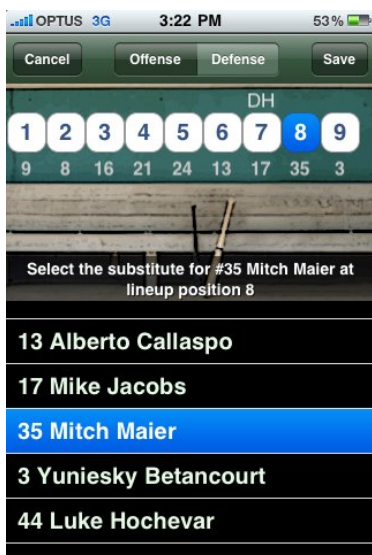 OPTUS 3G 3:22 PM 53%
Cancel Offense Defense Save
DH
1 2 3 4 5 6 7 8 9
9 8 16 21 24 13 17 35 3
Select the substitute for #35 Mitch Maier at
lineup position 8
13 Alberto Callaspo
17 Mike Jacobs
35 Mitch Maier
3 Yuniesky Betancourt
44 Luke Hochevar